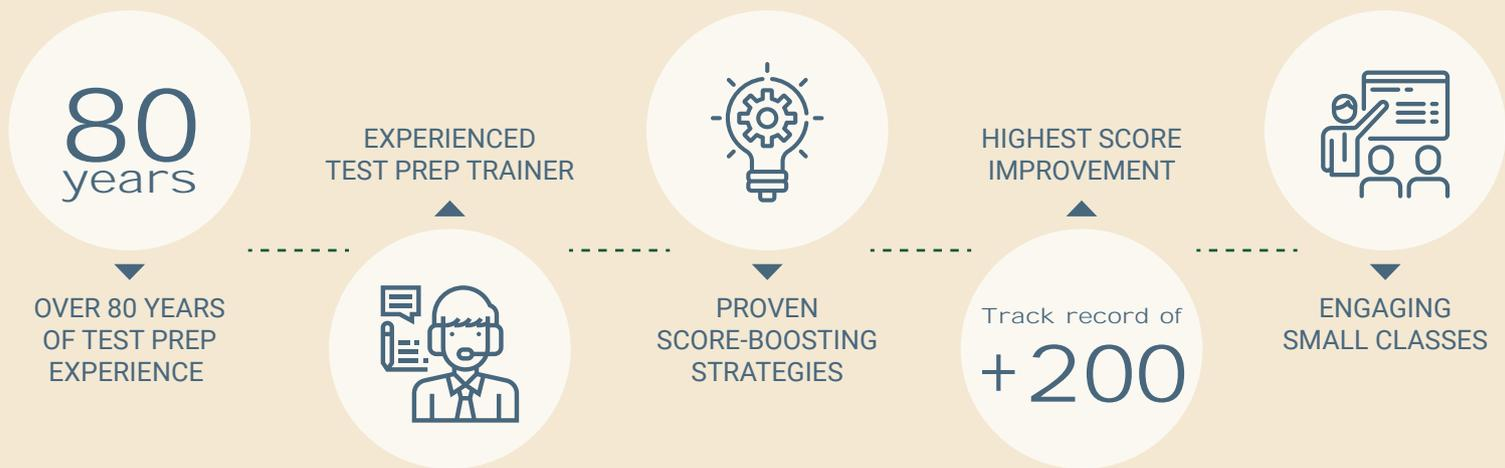 80
years
OVER 80 YEARS
OF TEST PREP
EXPERIENCE
EXPERIENCED
TEST PREP TRAINER
PROVEN
SCORE-BOOSTING
STRATEGIES
HIGHEST SCORE
IMPROVEMENT
Track record of
+200
ENGAGING
SMALL CLASSES